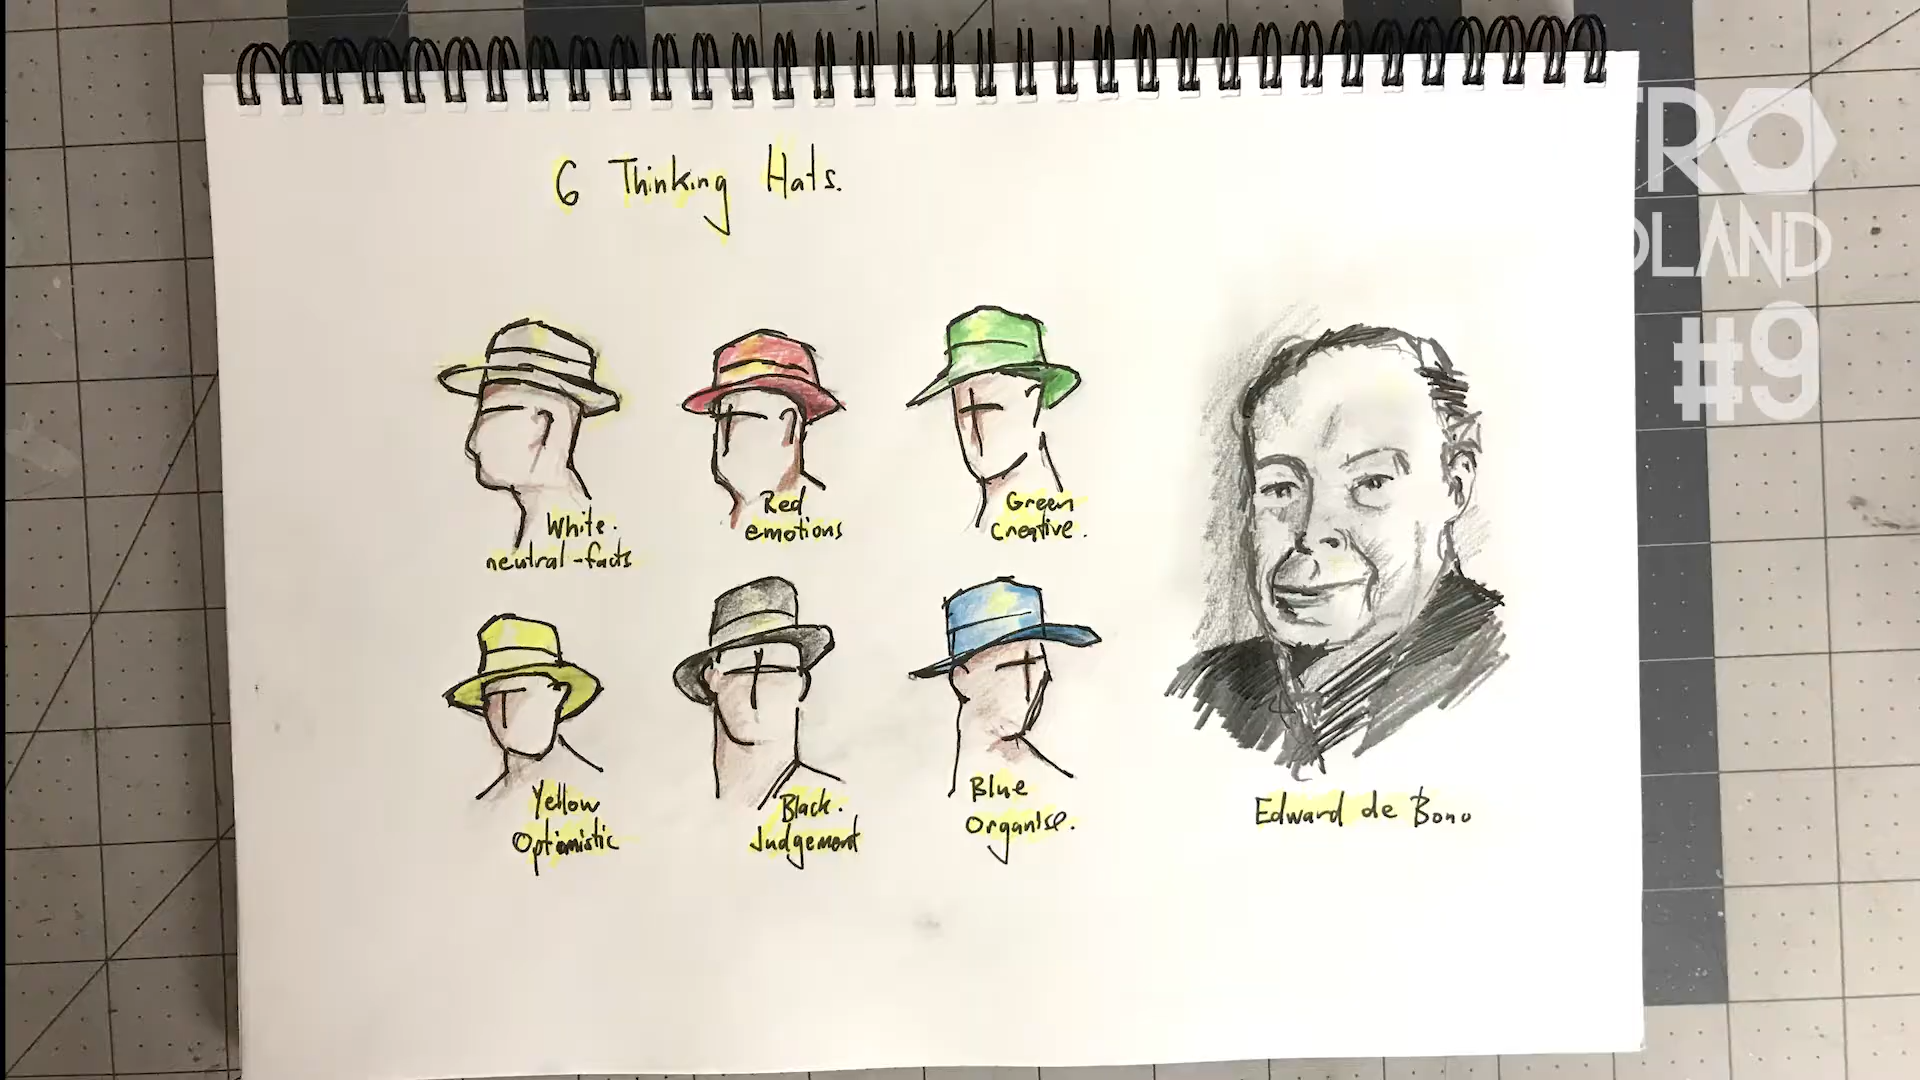 6 Thinking Hats.
White.
neutral-facts
Red
emotions
Green
Creative.
Yellow
Optimistic
Black.
Judgement
Blue
Organise.
Edward de Bono
#9